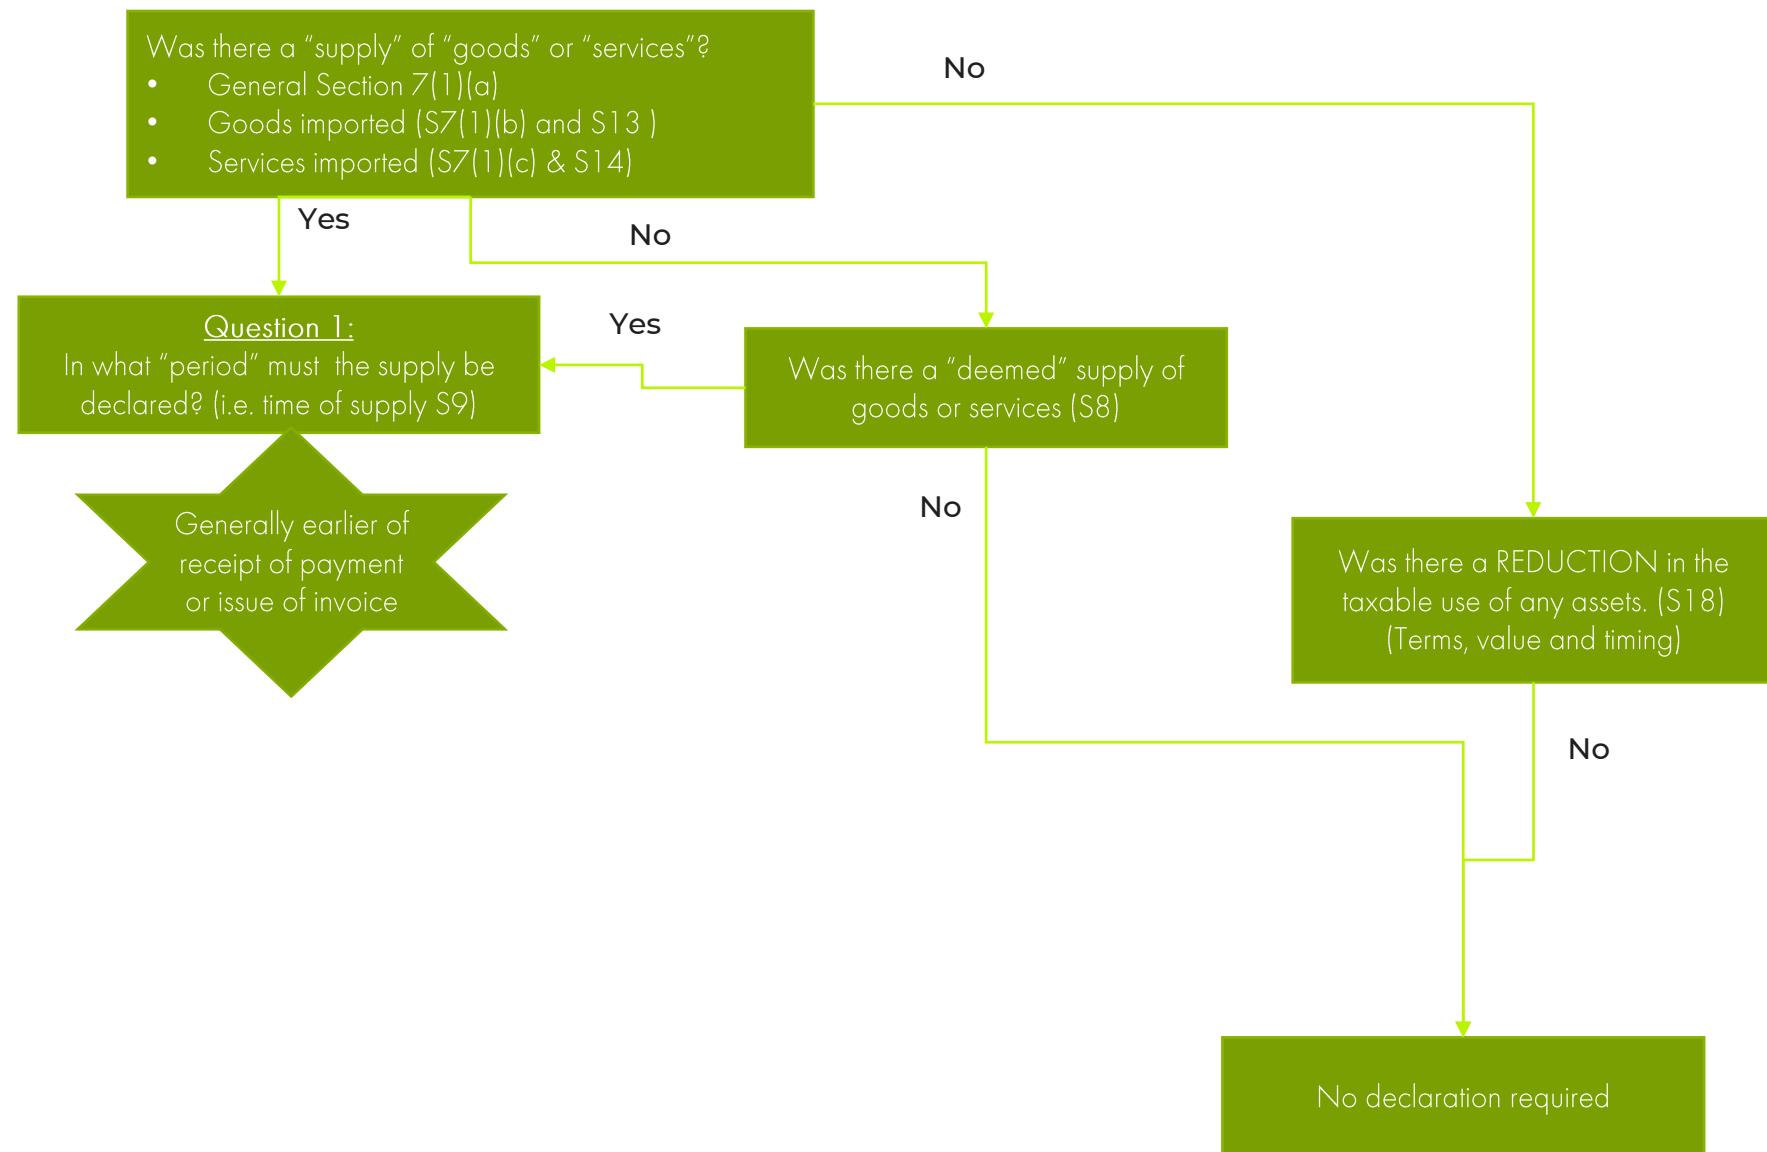 Was there a “supply” of “goods” or “services”?
• General Section 7(1)(a)
• Goods imported (S7(1)(b) and S13 )
• Services imported (S7(1)(c) & S14)
No
Yes
No
Question 1:
In what “period” must the supply be
declared? (i.e. time of supply S9)
Yes
Was there a “deemed” supply of
goods or services (S8)
Generally earlier of
receipt of payment
or issue of invoice
No
Was there a REDUCTION in the
taxable use of any assets. (S18)
(Terms, value and timing)
No
No declaration required